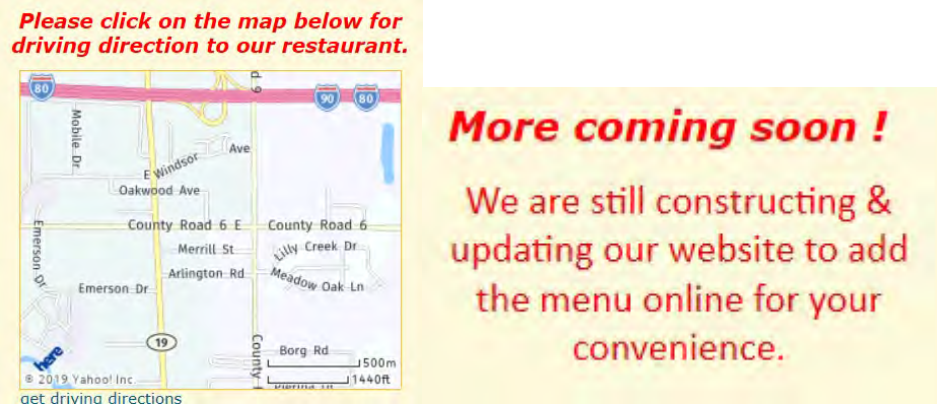 Please click on the map below for
driving direction to our restaurant.
80
90
80
d 9
Mobile Dr
Ave
E Windsor
Oakwood Ave
County Road 6 E
County Road 6
Emerson Dr
Merrill St
Lilly Creek Dr
Arlington Rd
Meadow Oak Ln
Emerson Dr
19
County
Borg Rd
500m
1440ft
here
© 2019 Yahoo! Inc.
get driving directions
More coming soon !
We are still constructing &
updating our website to add
the menu online for your
convenience.